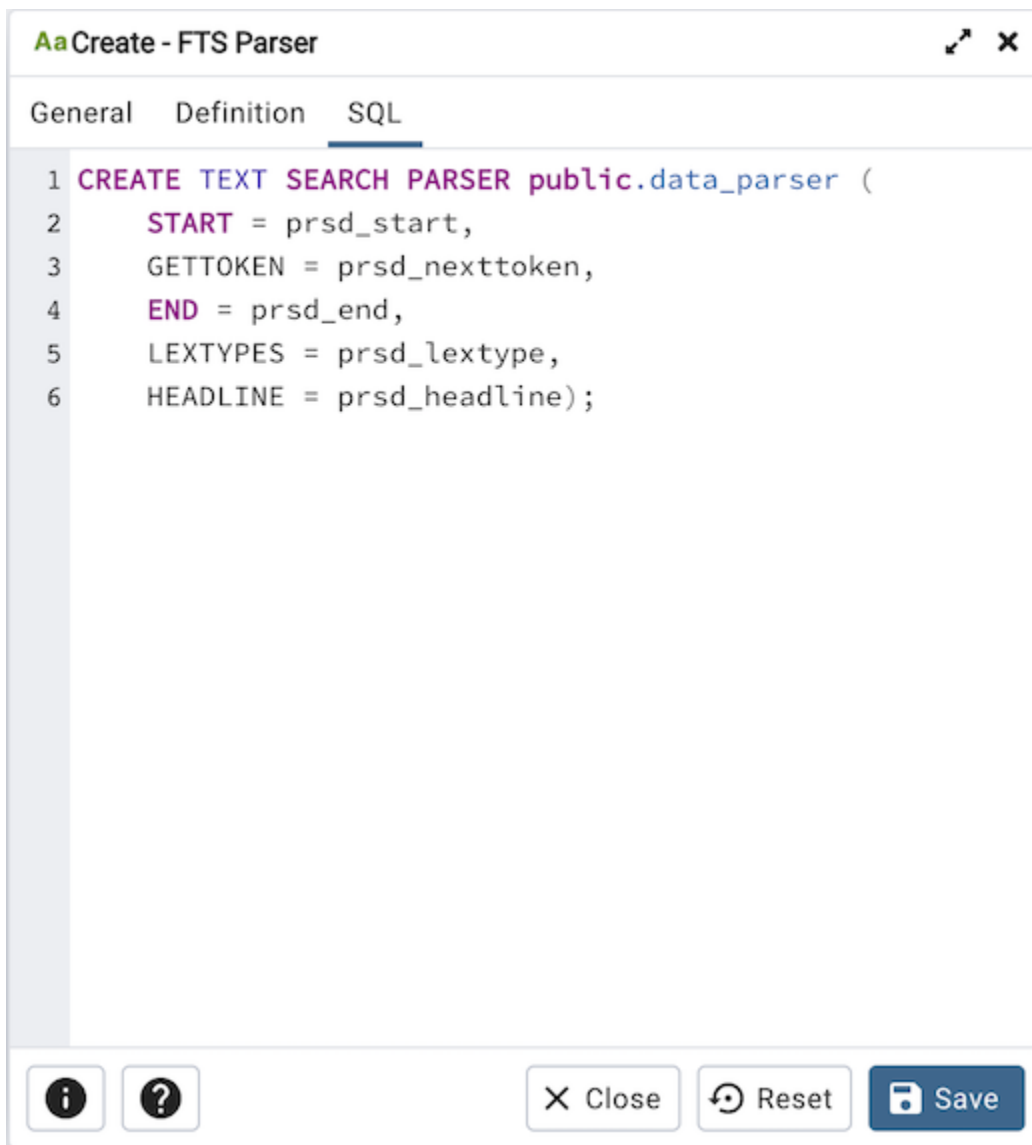 Aa Create - FTS Parser
General Definition SQL
1 CREATE TEXT SEARCH PARSER public.data_parser (
2 START = prsd_start,
3 GETTOKEN = prsd_nexttoken,
4 END = prsd_end,
5 LEXTYPES = prsd_lextype,
6 HEADLINE = prsd_headline);
Close Reset Save